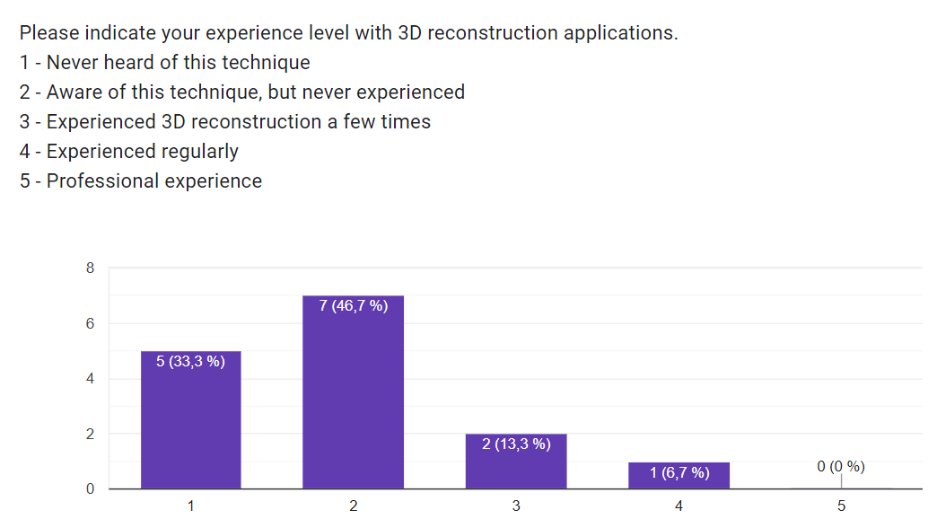 Please indicate your experience level with 3D reconstruction applications.
1 - Never heard of this technique
2 - Aware of this technique, but never experienced
3 - Experienced 3D reconstruction a few times
4 - Experienced regularly
5 - Professional experience
8
6
4
2
0
5 (33,3 %)
7 (46,7 %)
2 (13,3 %)
1 (6,7 %)
0 (0 %)
1 2 3 4 5